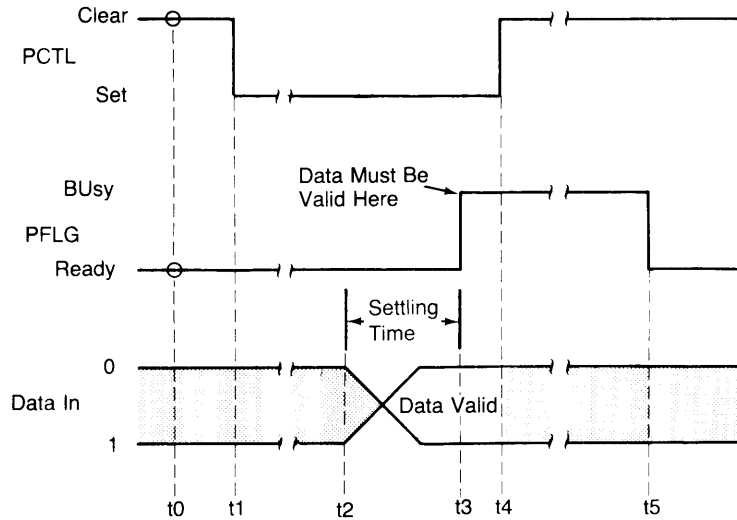 Clear
PCTL
Set
BUsy
Data Must Be
Valid Here
PFLG
Ready
Settling
Time
0
Data In
Data Valid
1
t0
t1
t2
t3
t4
t5